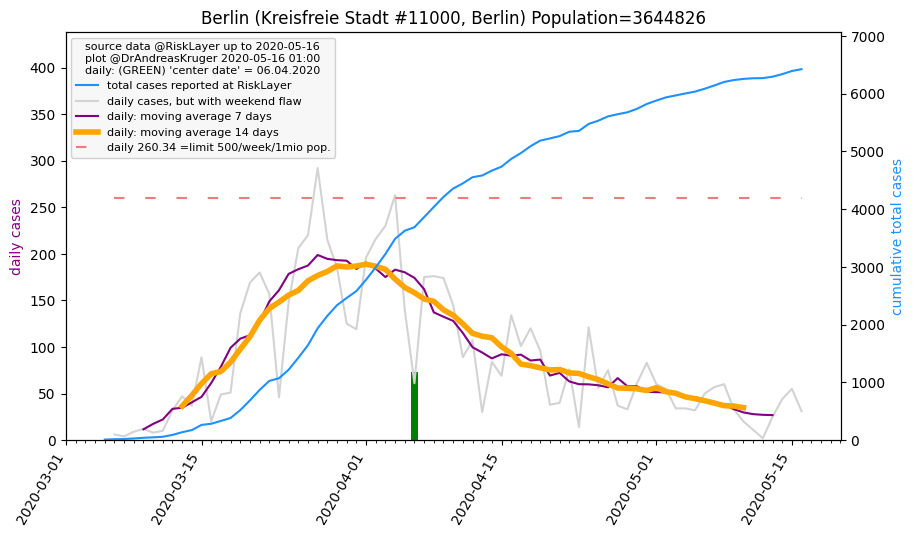 Berlin (Kreisfreie Stadt #11000, Berlin) Population=3644826
source data @RiskLayer up to 2020-05-16
plot @DrAndreasKruger 2020-05-16 01:00
daily: (GREEN) 'center date' = 06.04.2020
total cases reported at RiskLayer
daily cases, but with weekend flaw
daily: moving average 7 days
daily: moving average 14 days
daily 260.34 =limit 500/week/1mio pop.
daily cases
400
350
300
250
200
150
100
50
0
cumulative total cases
7000
6000
5000
4000
3000
2000
1000
0
2020-03-01
2020-03-15
2020-04-01
2020-04-15
2020-05-01
2020-05-15